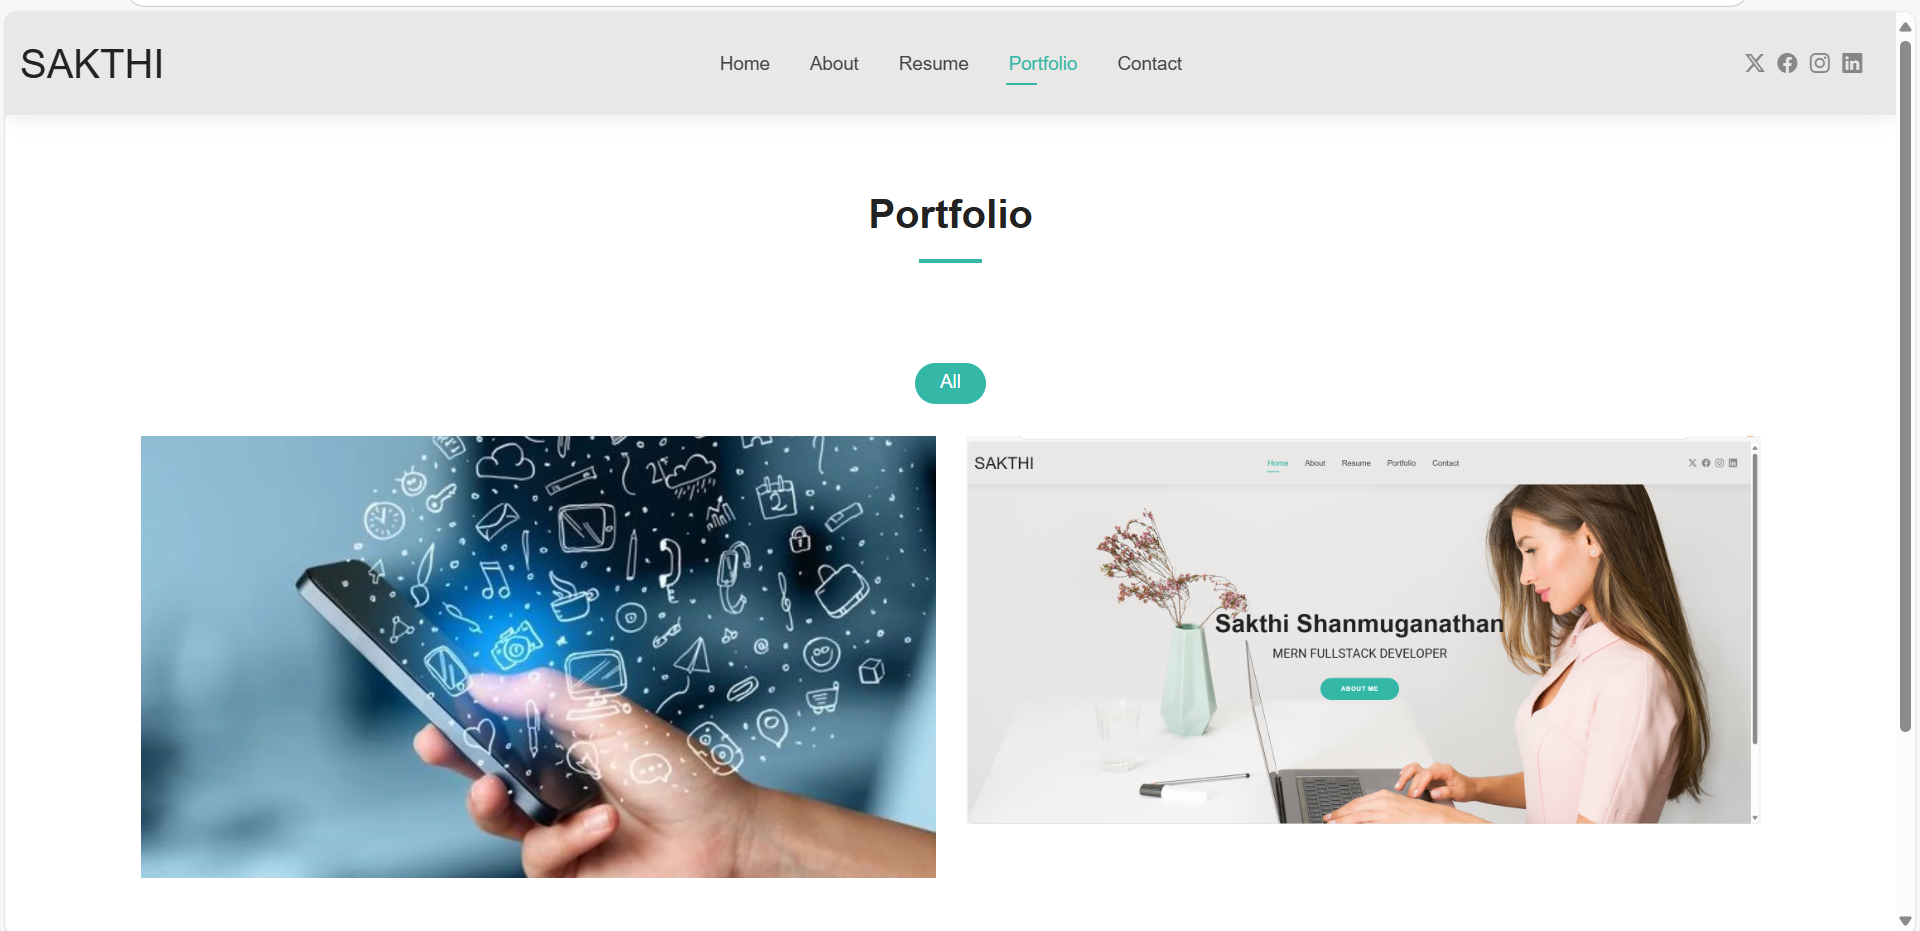 SAKTHI
Home About Resume Portfolio Contact
Portfolio
All
SAKTHI
Home About Resume Portfolio Contact
Sakthi Shanmuganathan
MERN FULLSTACK DEVELOPER
ABOUT ME